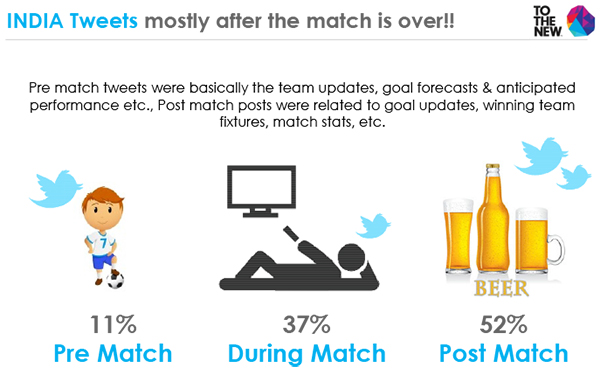 INDIA Tweets mostly after the match is over!!
TO
THE
NEW.
Pre match tweets were basically the team updates, goal forecasts & anticipated
performance etc., Post match posts were related to goal updates, winning team
fixtures, match stats, etc.
7
BEER
11%
37%
52%
Pre Match
During Match
Post Match